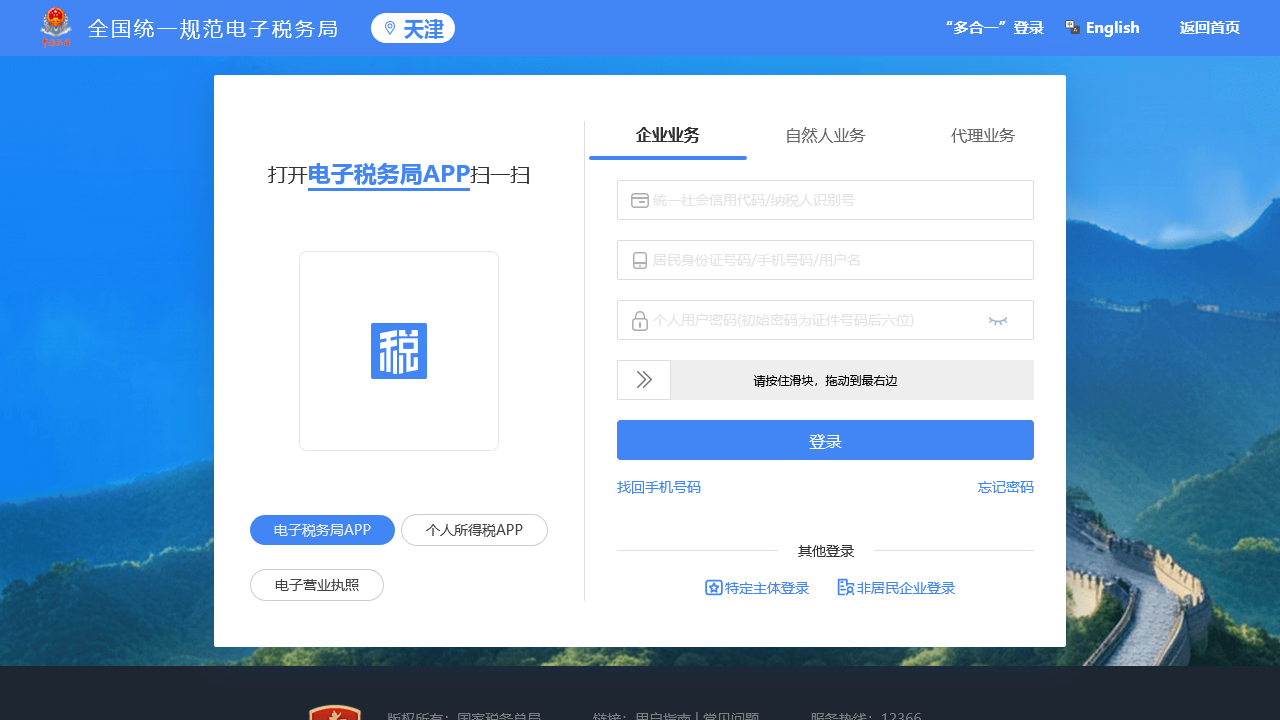 全国统一规范电子税务局
天津
“多合一”登录
English
返回首页
打开电子税务局APP扫一扫
税
电子税务局APP
个人所得税APP
电子营业执照
企业业务
自然人业务
代理业务
统一社会信用代码/纳税人识别号
居民身份证号码/手机号码/用户名
个人用户密码(初始密码为证件号码后六位)
请按住滑块，拖动到最右边
登录
找回手机号码
忘记密码
其他登录
特定主体登录
非居民企业登录
版权所有：国家税务总局
链接：用户指南 | 常见问题
服务热线：12366